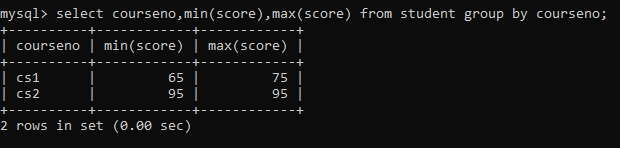 mysql> select courseno,min(score),max(score) from student group by courseno;
+----------+------------+------------+
| courseno | min(score) | max(score) |
+----------+------------+------------+
| cs1      |         65 |         75 |
| cs2      |         95 |         95 |
+----------+------------+------------+
2 rows in set (0.00 sec)